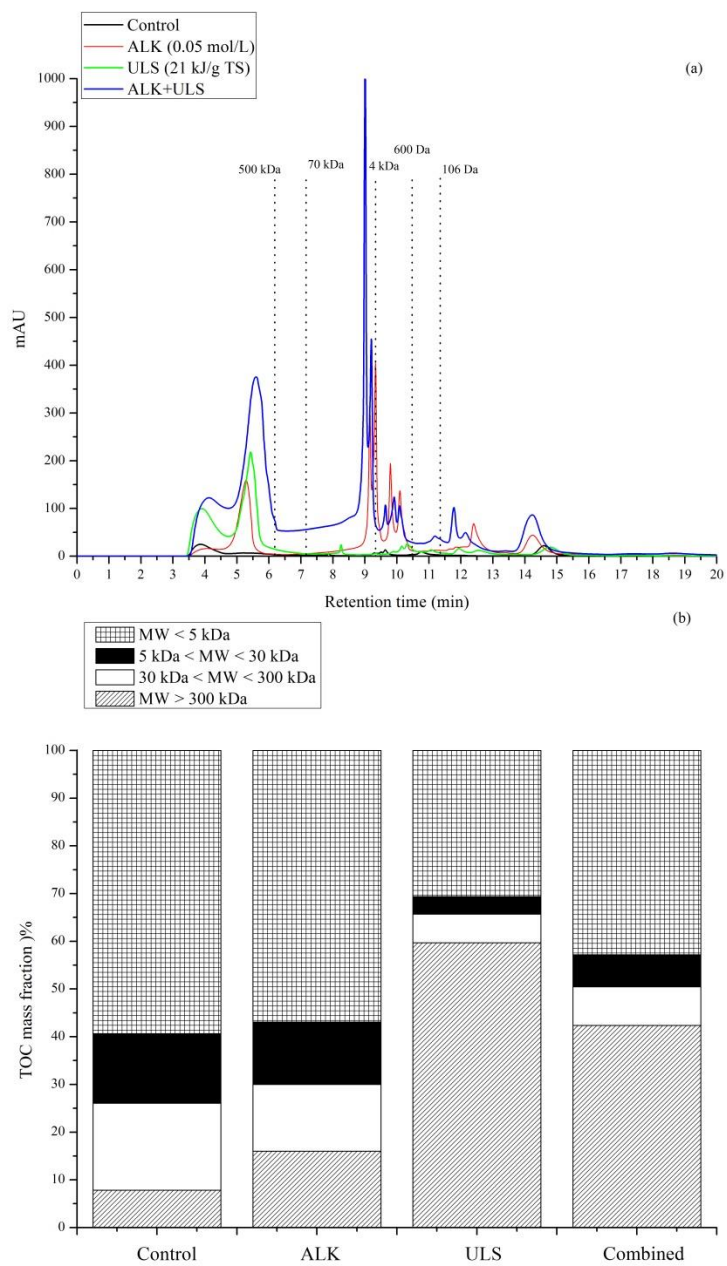 Control
ALK (0.05 mol/L)
ULS (21 kJ/g TS)
ALK+ULS
(a)
1000
900
800
700
600
500
400
300
200
100
0
mAU
500 kDa
70 kDa
4 kDa
600 Da
106 Da
0 1 2 3 4 5 6 7 8 9 10 11 12 13 14 15 16 17 18 19 20
Retention time (min)
(b)
MW < 5 kDa
5 kDa < MW < 30 kDa
30 kDa < MW < 300 kDa
MW > 300 kDa
100
90
80
70
60
50
40
30
20
10
0
TOC mass fraction )%
Control ALK ULS Combined